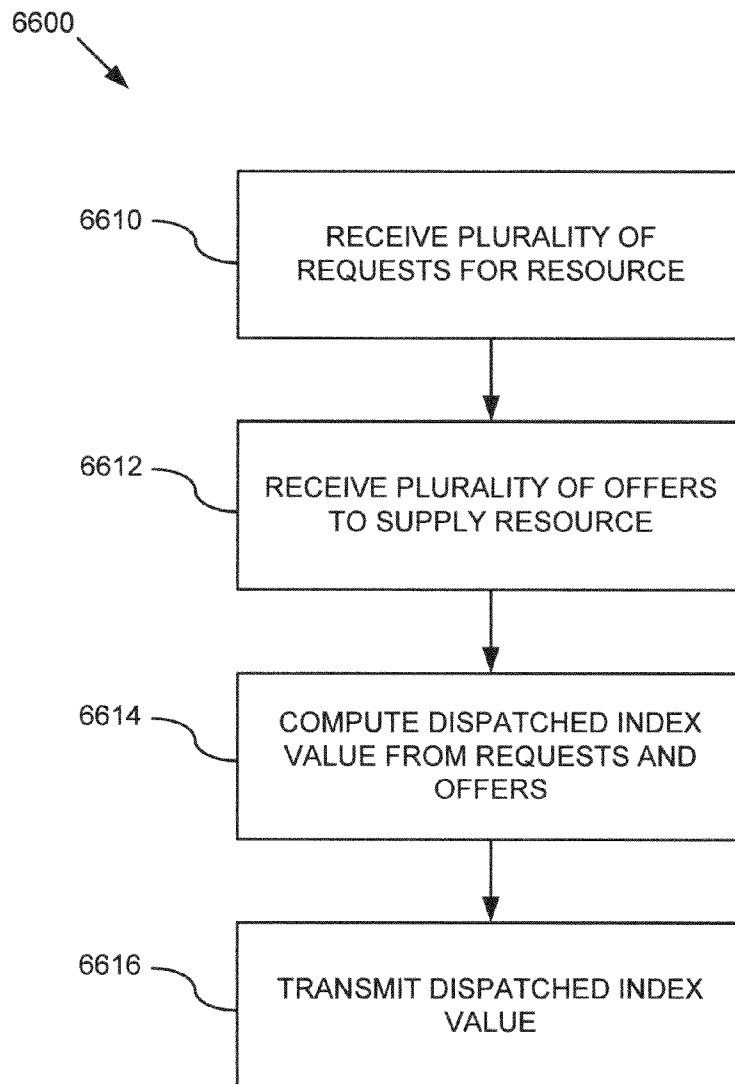 6600
6610
RECEIVE PLURALITY OF
REQUESTS FOR RESOURCE
6612
RECEIVE PLURALITY OF OFFERS
TO SUPPLY RESOURCE
6614
COMPUTE DISPATCHED INDEX
VALUE FROM REQUESTS AND
OFFERS
6616
TRANSMIT DISPATCHED INDEX
VALUE